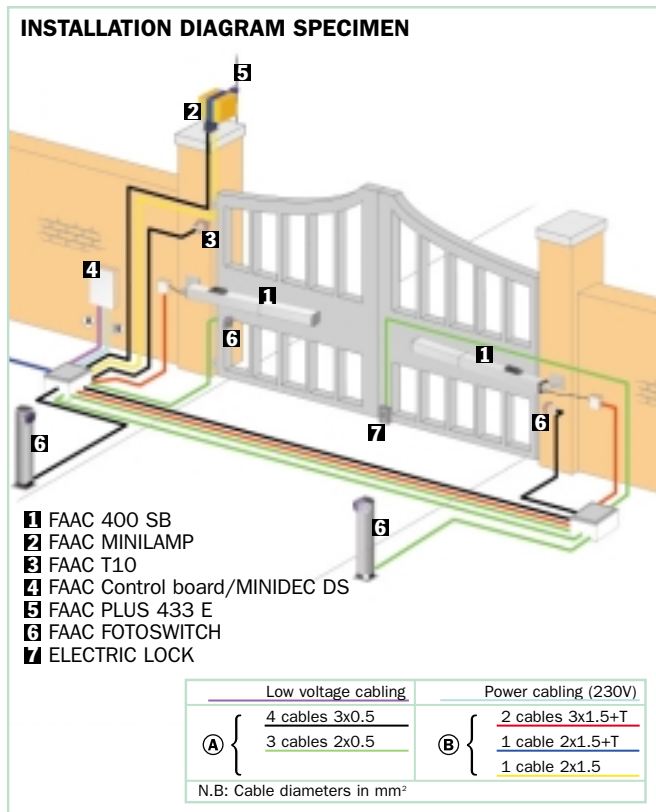 INSTALLATION DIAGRAM SPECIMEN
5
2
3
4
1
6
1
6
7
6
6
1 FAAC 400 SB
2 FAAC MINILAMP
3 FAAC T10
4 FAAC Control board/MINIDEC DS
5 FAAC PLUS 433 E
6 FAAC FOTOSWITCH
7 ELECTRIC LOCK
Low voltage cabling
A
4 cables 3x0.5
3 cables 2x0.5
Power cabling (230V)
B
2 cables 3x1.5+T
1 cable 2x1.5+T
1 cable 2x1.5
N.B: Cable diameters in mm²